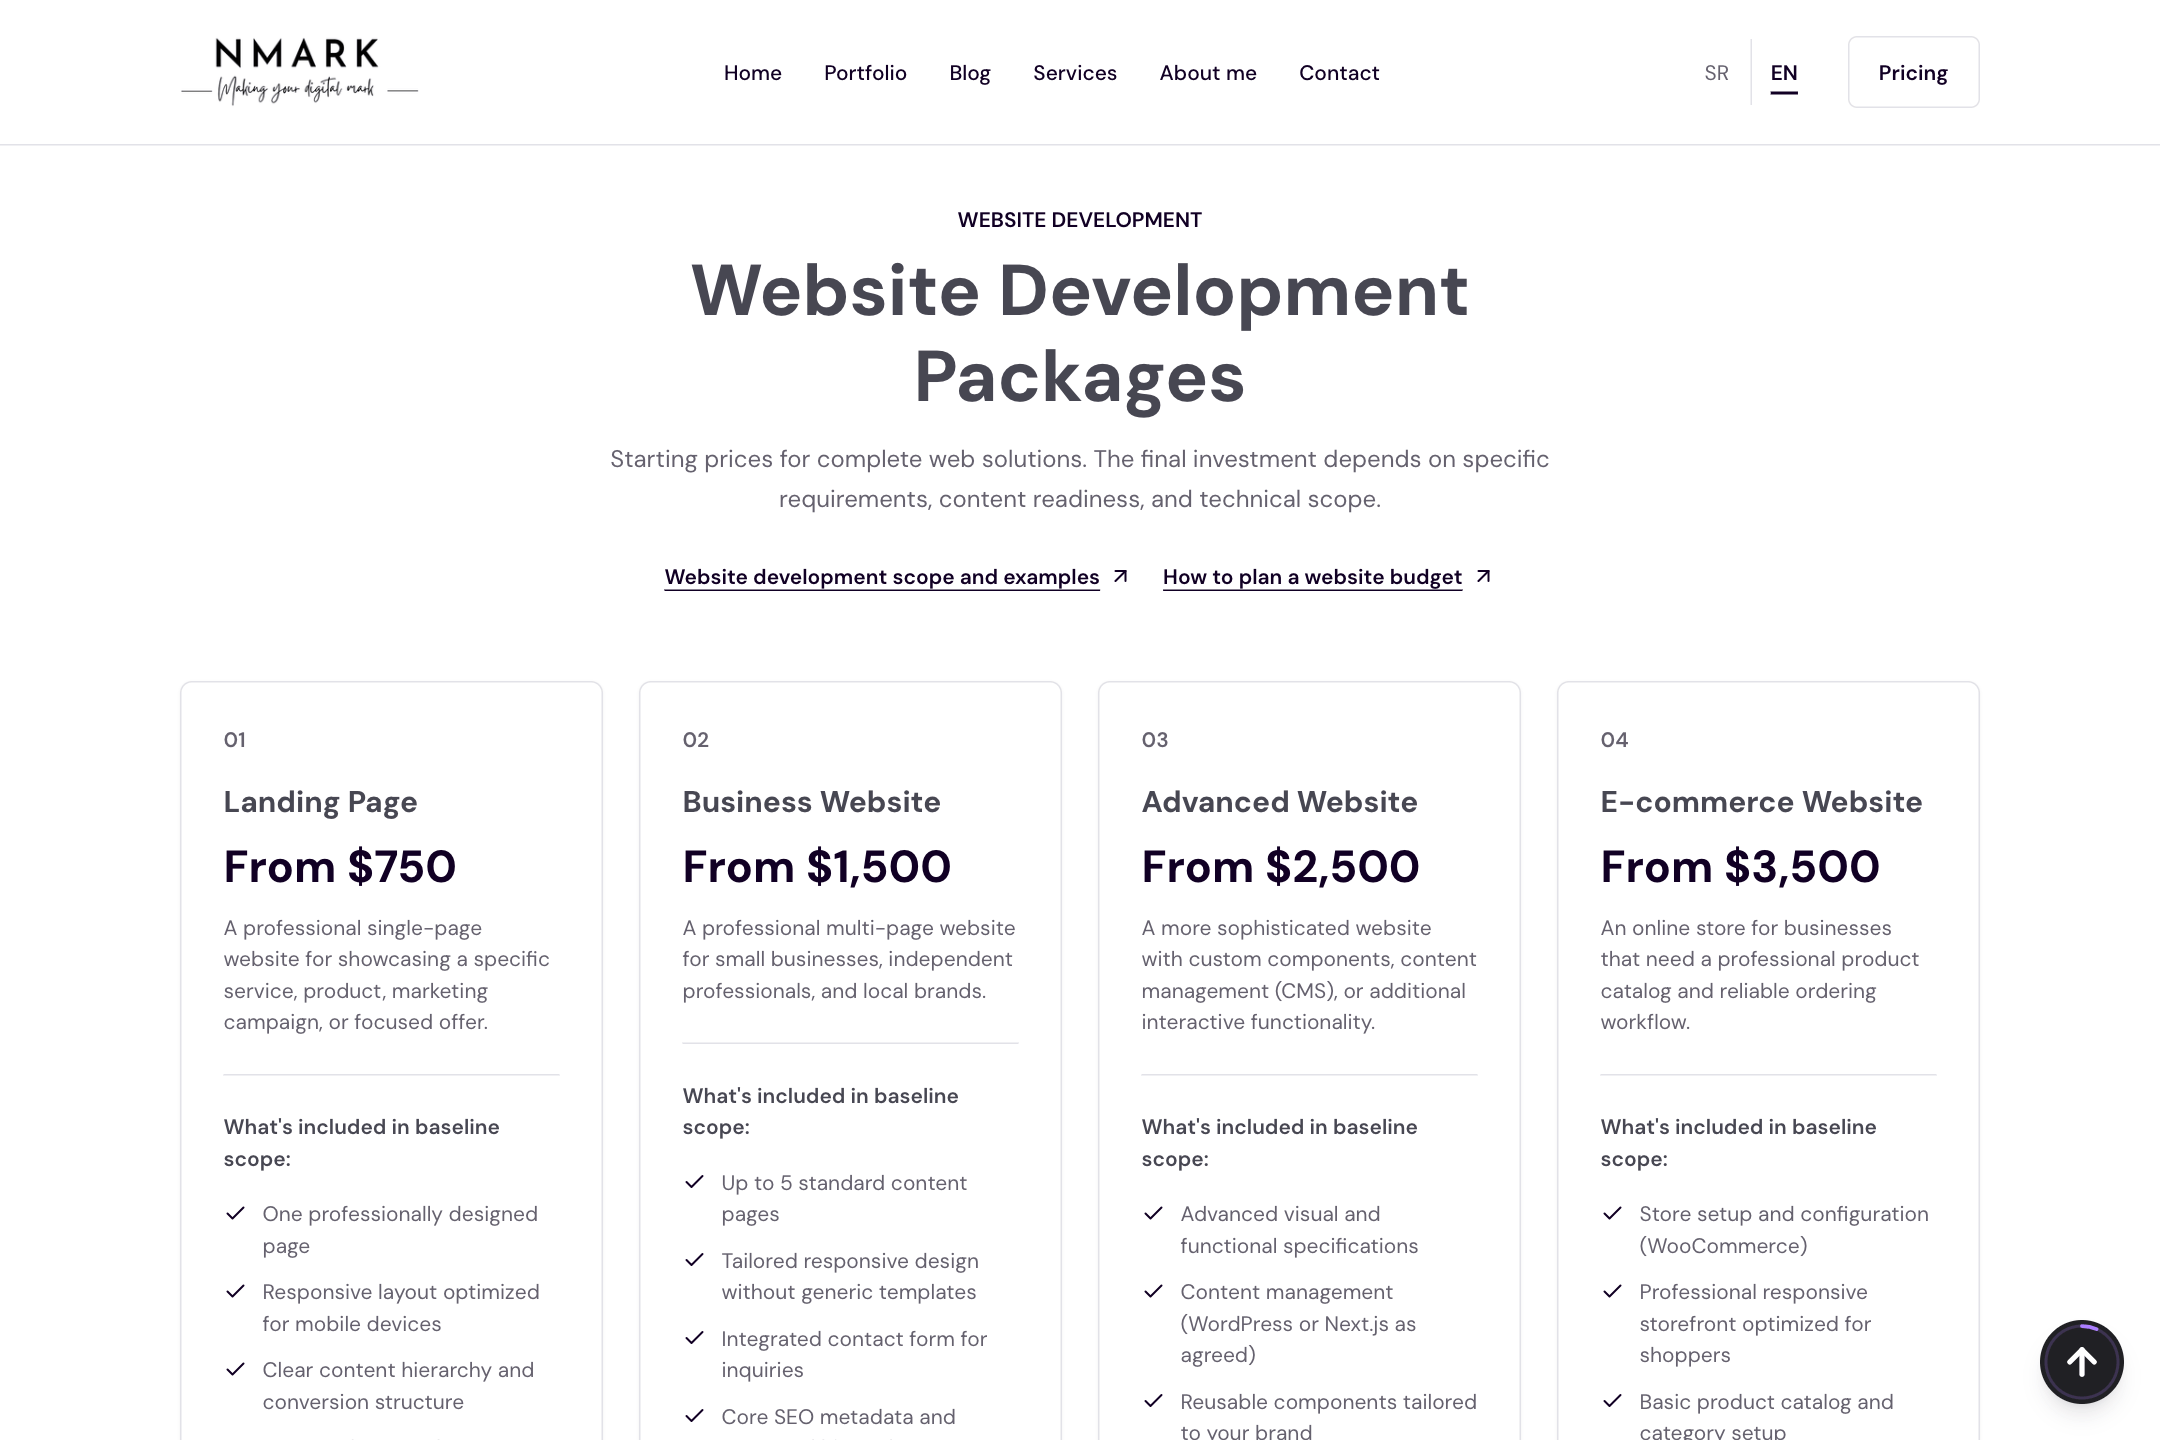 NMARK
Making your digital mark
Home
Portfolio
Blog
Services
About me
Contact
SR
EN
Pricing
WEBSITE DEVELOPMENT
Website Development
Packages
Starting prices for complete web solutions. The final investment depends on specific
requirements, content readiness, and technical scope.
Website development scope and examples
How to plan a website budget
01
Landing Page
From $750
A professional single-page
website for showcasing a specific
service, product, marketing
campaign, or focused offer.
What's included in baseline
scope:
One professionally designed
page
Responsive layout optimized
for mobile devices
Clear content hierarchy and
conversion structure
02
Business Website
From $1,500
A professional multi-page website
for small businesses, independent
professionals, and local brands.
What's included in baseline
scope:
Up to 5 standard content
pages
Tailored responsive design
without generic templates
Integrated contact form for
inquiries
Core SEO metadata and
03
Advanced Website
From $2,500
A more sophisticated website
with custom components, content
management (CMS), or additional
interactive functionality.
What's included in baseline
scope:
Advanced visual and
functional specifications
Content management
(WordPress or Next.js as
agreed)
Reusable components tailored
to your brand
04
E-commerce Website
From $3,500
An online store for businesses
that need a professional product
catalog and reliable ordering
workflow.
What's included in baseline
scope:
Store setup and configuration
(WooCommerce)
Professional responsive
storefront optimized for
shoppers
Basic product catalog and
category setup